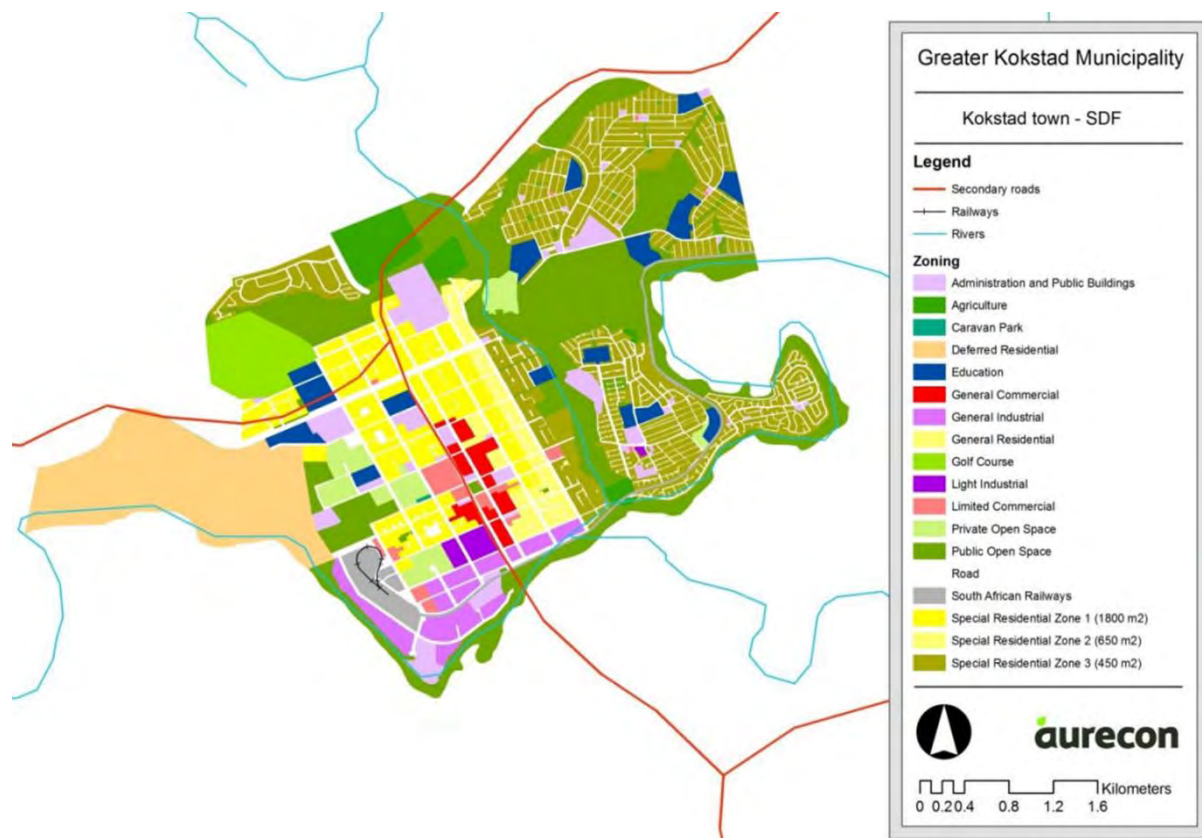 Greater Kokstad Municipality
Kokstad town - SDF
Legend
Secondary roads
Railways
Rivers
Zoning
Administration and Public Buildings
Agriculture
Caravan Park
Deferred Residential
Education
General Commercial
General Industrial
General Residential
Golf Course
Light Industrial
Limited Commercial
Private Open Space
Public Open Space
Road
South African Railways
Special Residential Zone 1 (1800 m2)
Special Residential Zone 2 (650 m2)
Special Residential Zone 3 (450 m2)
aurecon
Kilometers
0 0.20.4 0.8 1.2 1.6